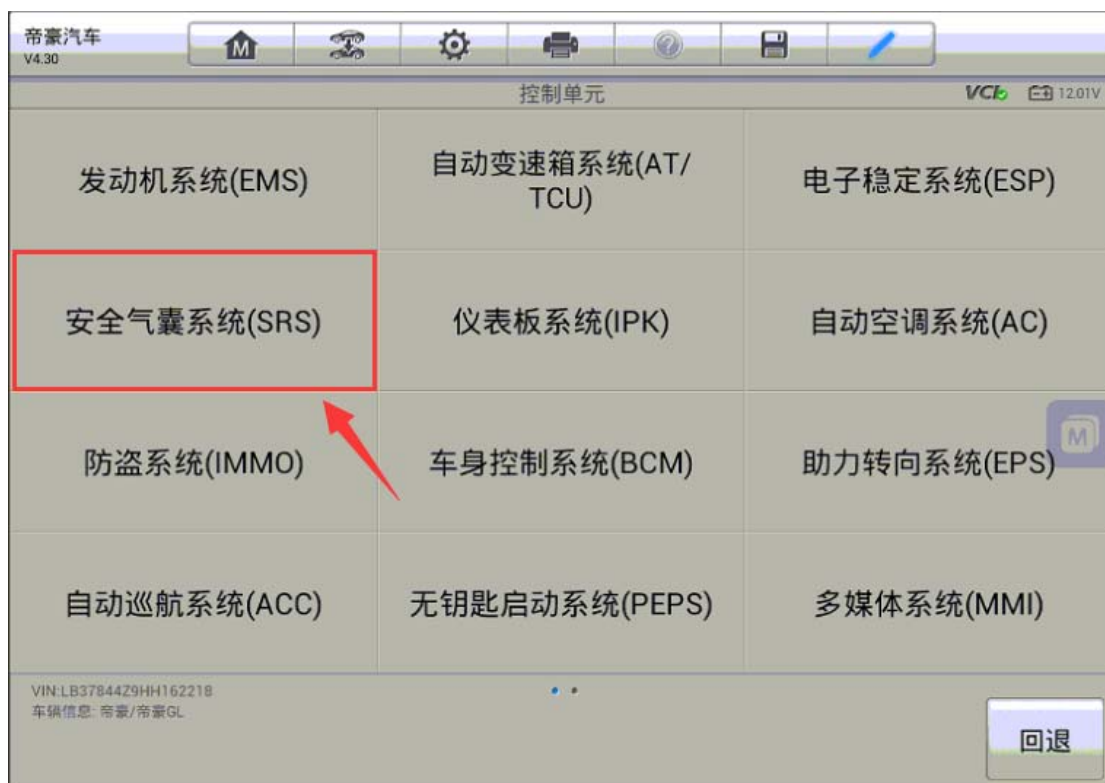 帝豪汽车
V4.30
M
控制单元
VCI
12.01V
发动机系统(EMS)
自动变速箱系统(AT/
TCU)
电子稳定系统(ESP)
安全气囊系统(SRS)
仪表板系统(IPK)
自动空调系统(AC)
M
防盗系统(IMMO)
车身控制系统(BCM)
助力转向系统(EPS)
自动巡航系统(ACC)
无钥匙启动系统(PEPS)
多媒体系统(MMI)
VIN:LB37844Z9HH162218
车辆信息: 帝豪/帝豪GL
回退